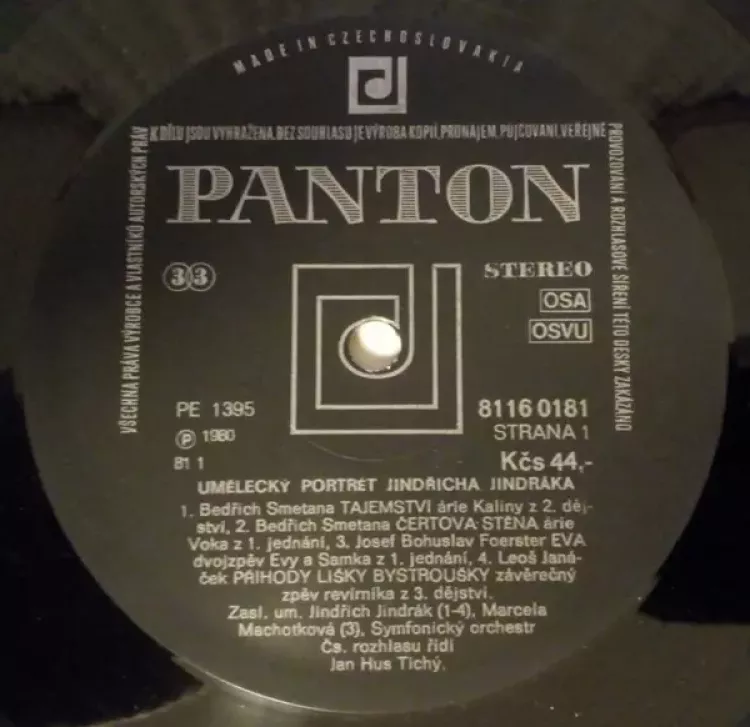 MADE IN CZECHOSLOVAKIA
VŠECHNA PRÁVA VÝROBCE A VLASTNÍKŮ AUTORSKÝCH PRÁV
K DÍLU JSOU VYHRAŽENA. BEZ SOUHLASU JE VÝROBA KOPIÍ, PRONÁJEM, PŮJČOVÁNÍ, VEŘEJNÉ
PROVOZOVÁNÍ A ROZHLASOVÉ ŠÍŘENÍ TÉTO DESKY ZAKÁZÁNO
PANTON
33
STEREO
OSA
OSVU
PE 1395
8116 0181
℗ 1980
STRANA 1
81 1
Kčs 44,-
UMĚLECKÝ PORTRÉT JINDŘICHA JINDRÁKA
1. Bedřich Smetana TAJEMSTVÍ árie Kaliny z 2. děj-
ství, 2. Bedřich Smetana ČERTOVA STĚNA árie
Voka z 1. jednání, 3. Josef Bohuslav Foerster EVA
dvojzpěv Evy a Samka z 1. jednání, 4. Leoš Janá-
ček PŘÍHODY LIŠKY BYSTROUŠKY závěrečný
zpěv revírníka z 3. dějství.
Zasl. um. Jindřich Jindrák (1-4), Marcela
Machotková (3), Symfonický orchestr
Čs. rozhlasu řídí
Jan Hus Tichý.